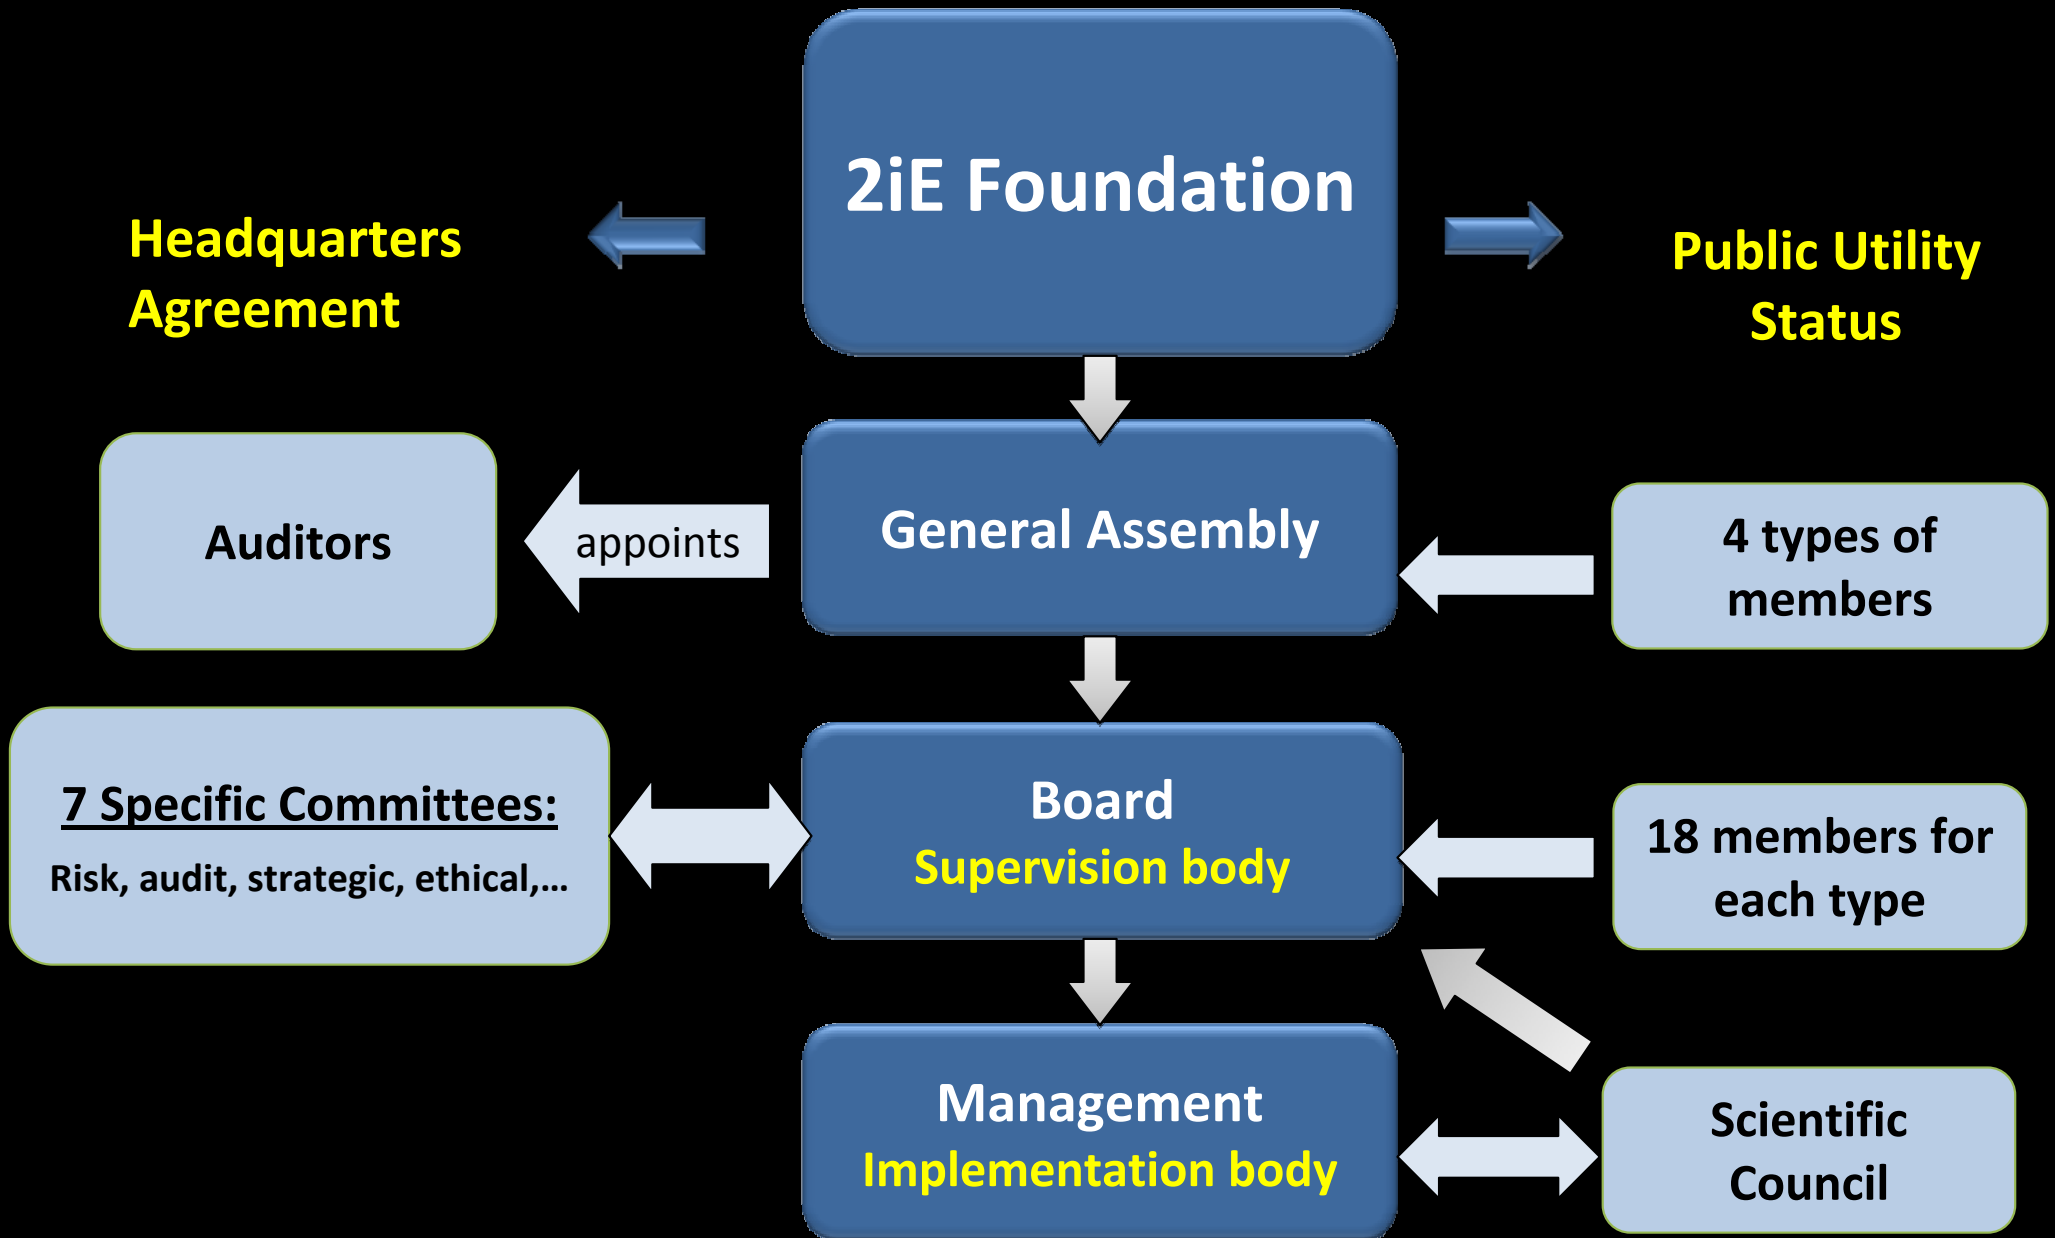 2iE Foundation
Headquarters
Agreement
Public Utility
Status
Auditors
appoints
General Assembly
4 types of
members
7 Specific Committees:
Risk, audit, strategic, ethical,...
Board
Supervision body
18 members for
each type
Management
Implementation body
Scientific
Council